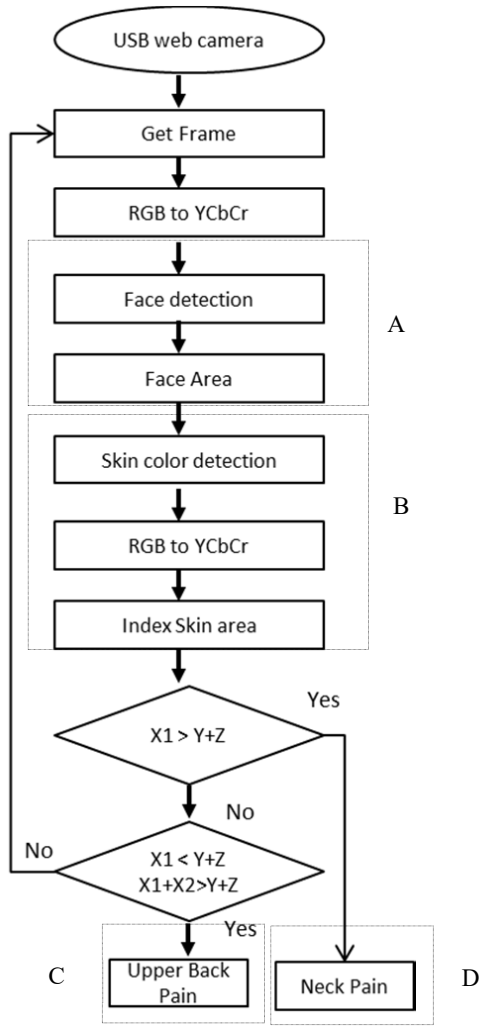 USB web camera
Get Frame
RGB to YCbCr
Face detection
A
Face Area
Skin color detection
B
RGB to YCbCr
Index Skin area
Yes
X1 > Y+Z
No
No
X1 < Y+Z
X1+X2>Y+Z
Yes
C
Upper Back
Pain
Neck Pain
D